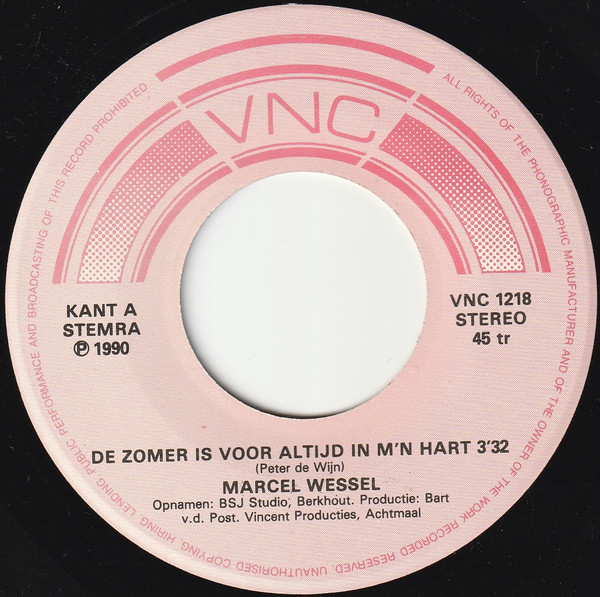 VNC
KANT A
STEMRA
℗ 1990
VNC 1218
STEREO
45 tr
DE ZOMER IS VOOR ALTIJD IN M'N HART 3'32
(Peter de Wijn)
MARCEL WESSEL
Opnamen: BSJ Studio, Berkhout. Productie: Bart
v.d. Post. Vincent Producties, Achtmaal
ALL RIGHTS OF THE PHONOGRAPHIC MANUFACTURER AND OF THE OWNER OF THE WORK RECORDED RESERVED. UNAUTHORISED COPYING, HIRING, LENDING PUBLIC PERFORMANCE AND BROADCASTING OF THIS RECORD PROHIBITED